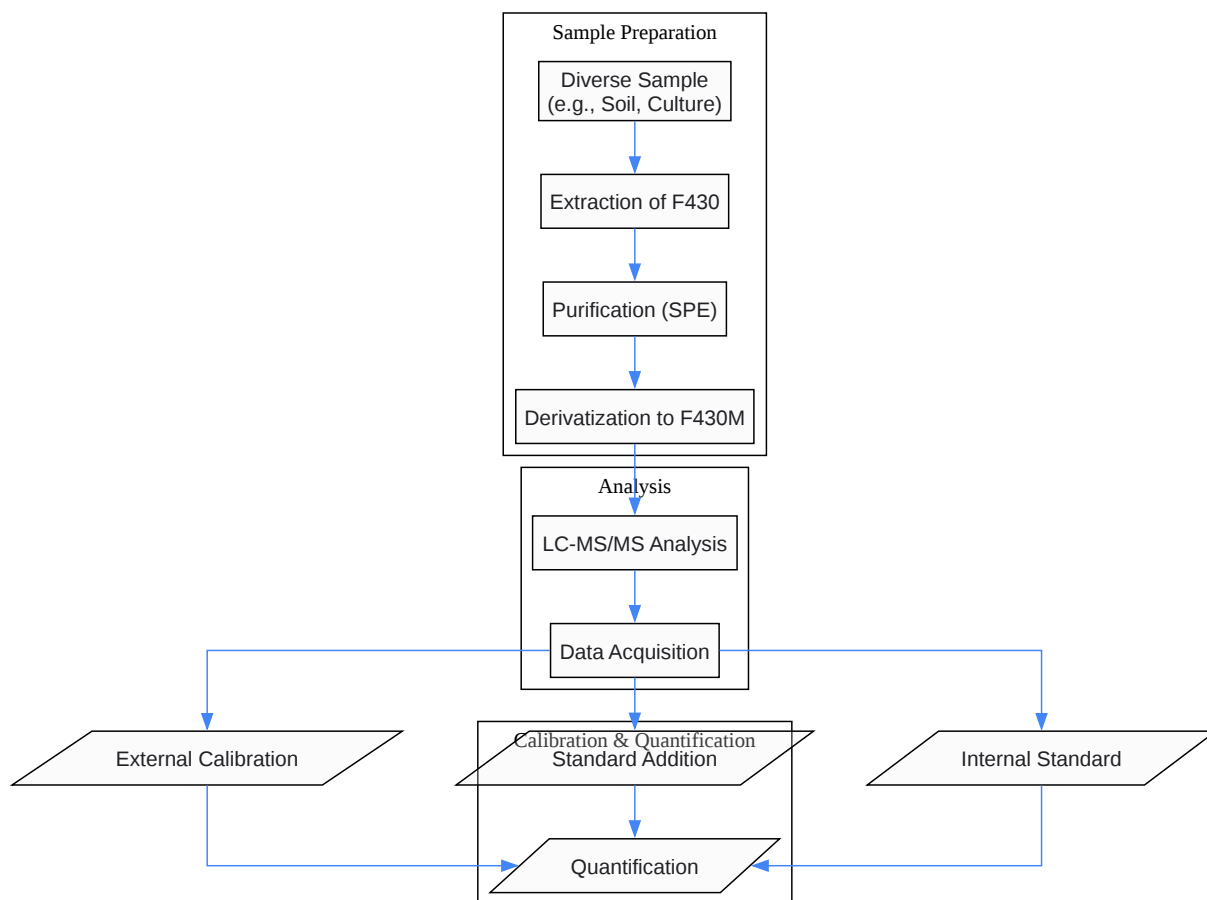 Sample Preparation
Diverse Sample
(e.g., Soil, Culture)
Extraction of F430
Purification (SPE)
Derivatization to F430M
Analysis
LC-MS/MS Analysis
Data Acquisition
Calibration & Quantification
External Calibration
Standard Addition
Internal Standard
Quantification